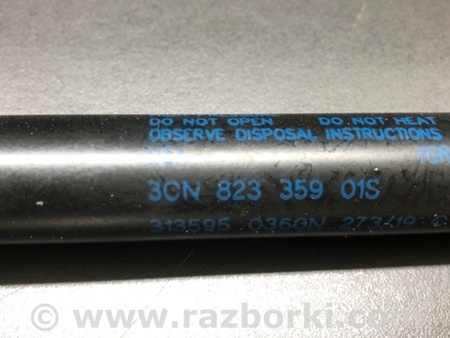 DO NOT OPEN DO NOT HEAT
OBSERVE DISPOSAL INSTRUCTIONS
3CN 823 359 01S
313595 0360N 273/19
© www.razborki.com